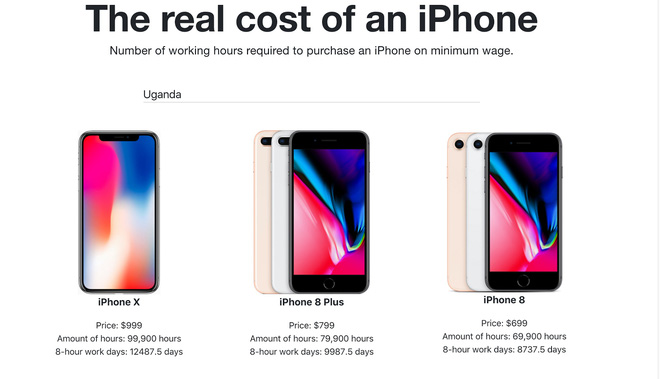 The real cost of an iPhone
Number of working hours required to purchase an iPhone on minimum wage.
Uganda
iPhone X
Price: $999
Amount of hours: 99,900 hours
8-hour work days: 12487.5 days
iPhone 8 Plus
Price: $799
Amount of hours: 79,900 hours
8-hour work days: 9987.5 days
iPhone 8
Price: $699
Amount of hours: 69,900 hours
8-hour work days: 8737.5 days